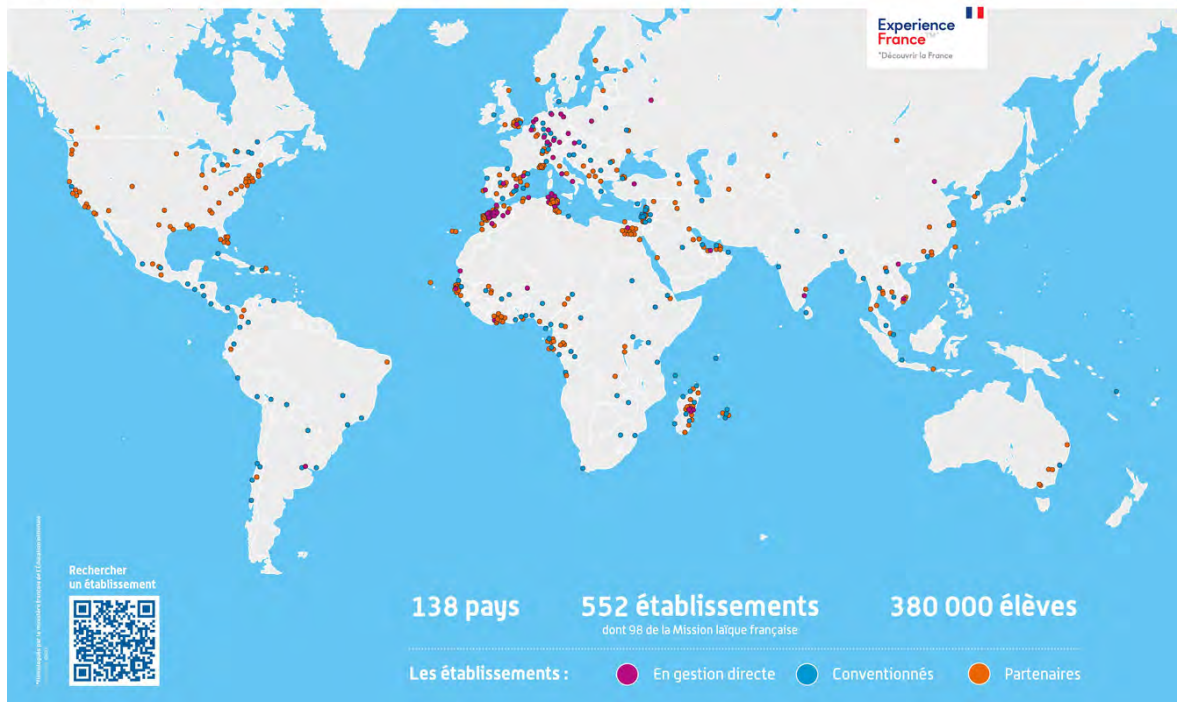 Experience
France™
*Découvrir la France
Rechercher
un établissement
138 pays
552 établissements
dont 98 de la Mission laïque française
380 000 élèves
Les établissements :
En gestion directe
Conventionnés
Partenaires